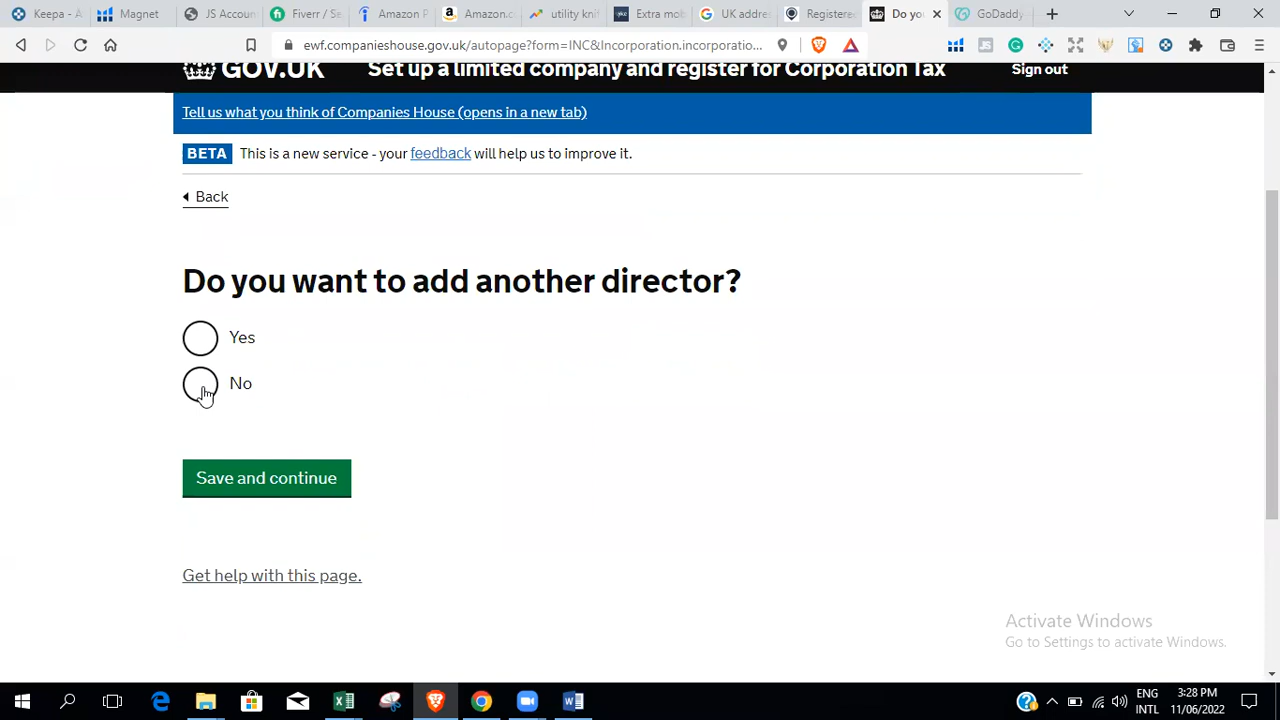 Keepa - A
Magnet
JS Accoun
Fiverr / Se
Amazon P
Amazon.c
utility knif
Extra mob
UK addre
Registere
Do yo
GoDaddy
ewf.companieshouse.gov.uk/autopage?form=INC&Incorporation.incorporatio...
GOV.UK
Set up a limited company and register for Corporation Tax
Sign out
Tell us what you think of Companies House (opens in a new tab)
BETA This is a new service - your feedback will help us to improve it.
Back
Do you want to add another director?
Yes
No
Save and continue
Get help with this page.
Activate Windows
Go to Settings to activate Windows.
ENG
INTL
3:28 PM
11/06/2022